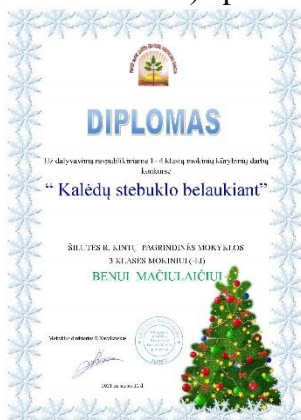 DIPLOMAS
Už dalyvavimą respublikiniame 1-4 klasių mokinių kūrybinių darbų
konkurse
“ Kalėdų stebuklo belaukiant”
ŠILUTĖS R. KINTŲ PAGRINDINĖS MOKYKLOS
3 KLASĖS MOKINIUI (-EI)
BENUI MAČIULAIČIUI